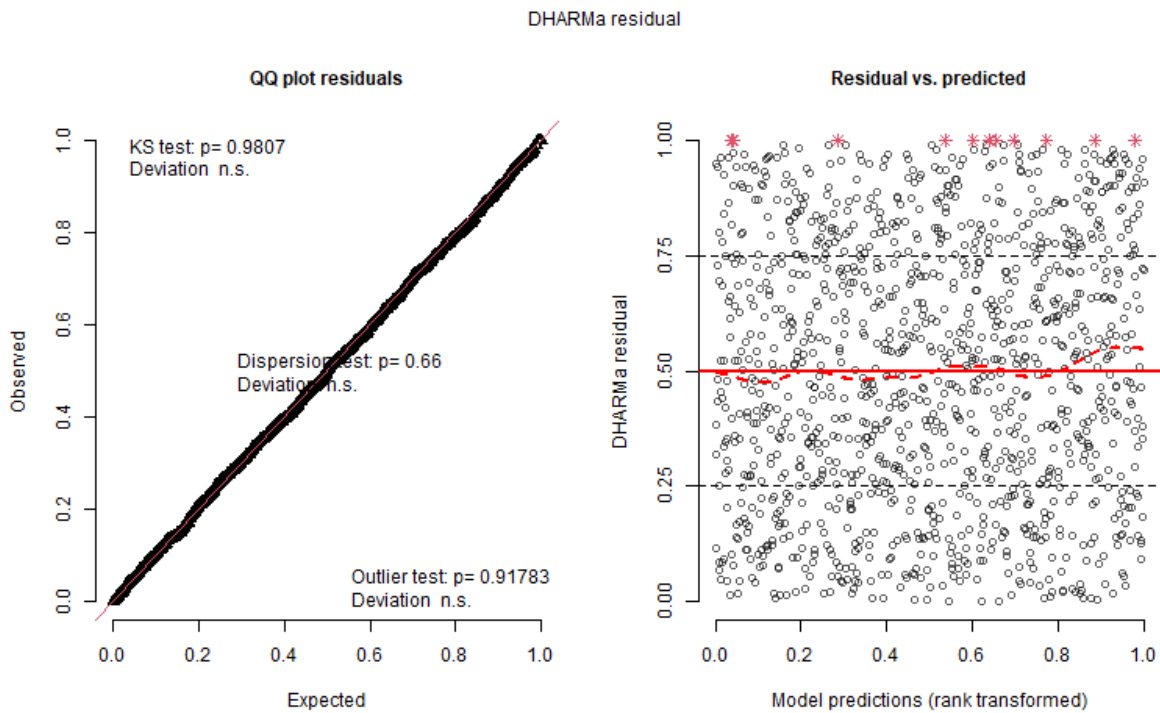 DHARMa residual
QQ plot residuals
KS test: p= 0.9807
Deviation n.s.
Dispersion test: p= 0.66
Deviation n.s.
Outlier test: p= 0.91783
Deviation n.s.
Observed
0.0
0.2
0.4
0.6
0.8
1.0
0.0 0.2 0.4 0.6 0.8 1.0
Expected
Residual vs. predicted
DHARMa residual
0.00
0.25
0.50
0.75
1.00
0.0 0.2 0.4 0.6 0.8 1.0
Model predictions (rank transformed)